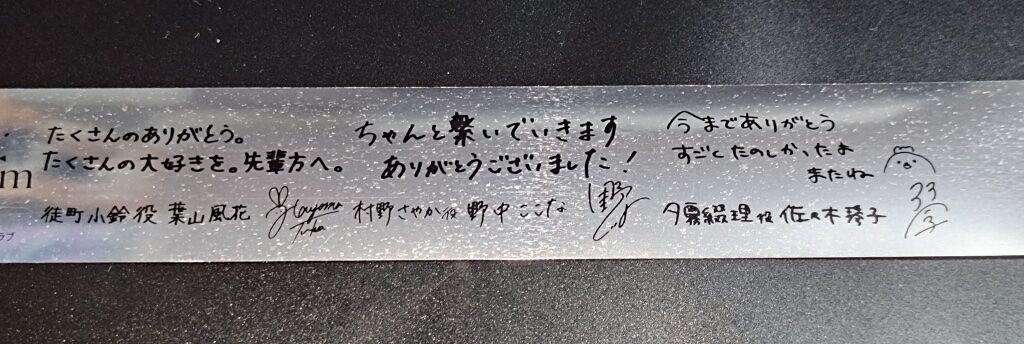 たくさんのありがとう。
たくさんの大好きを。先輩方へ。
徒町小鈴役 葉山風花
ちゃんと繋いでいきます
ありがとうございました!
村野さやか役 野中ここな
今までありがとう
すごくたのしかったよ
またね
夕霧綴理役 佐々木琴子
m
ラブ